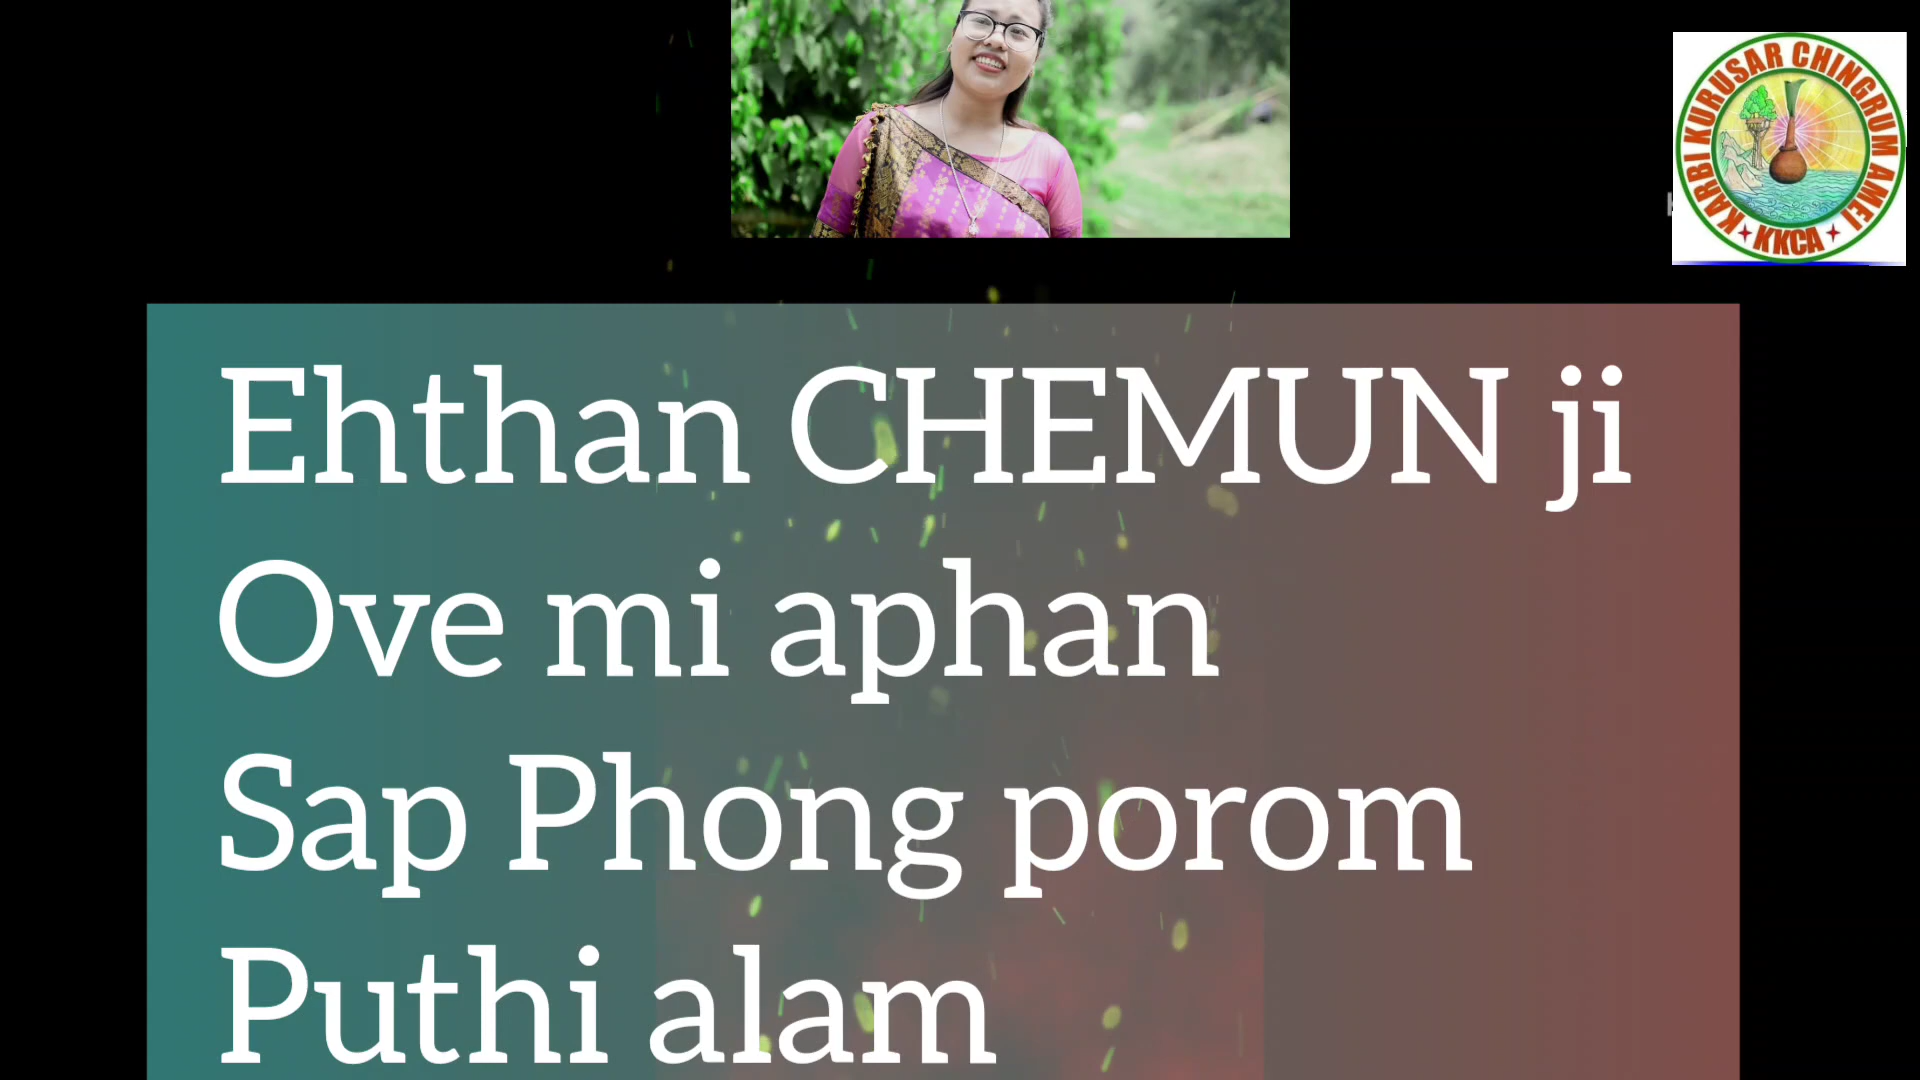 KARBI KURUSAR CHINGRUM AMEI
KKCA
Ehthan CHEMUN ji
Ove mi aphan
Sap Phong porom
Puthi alam